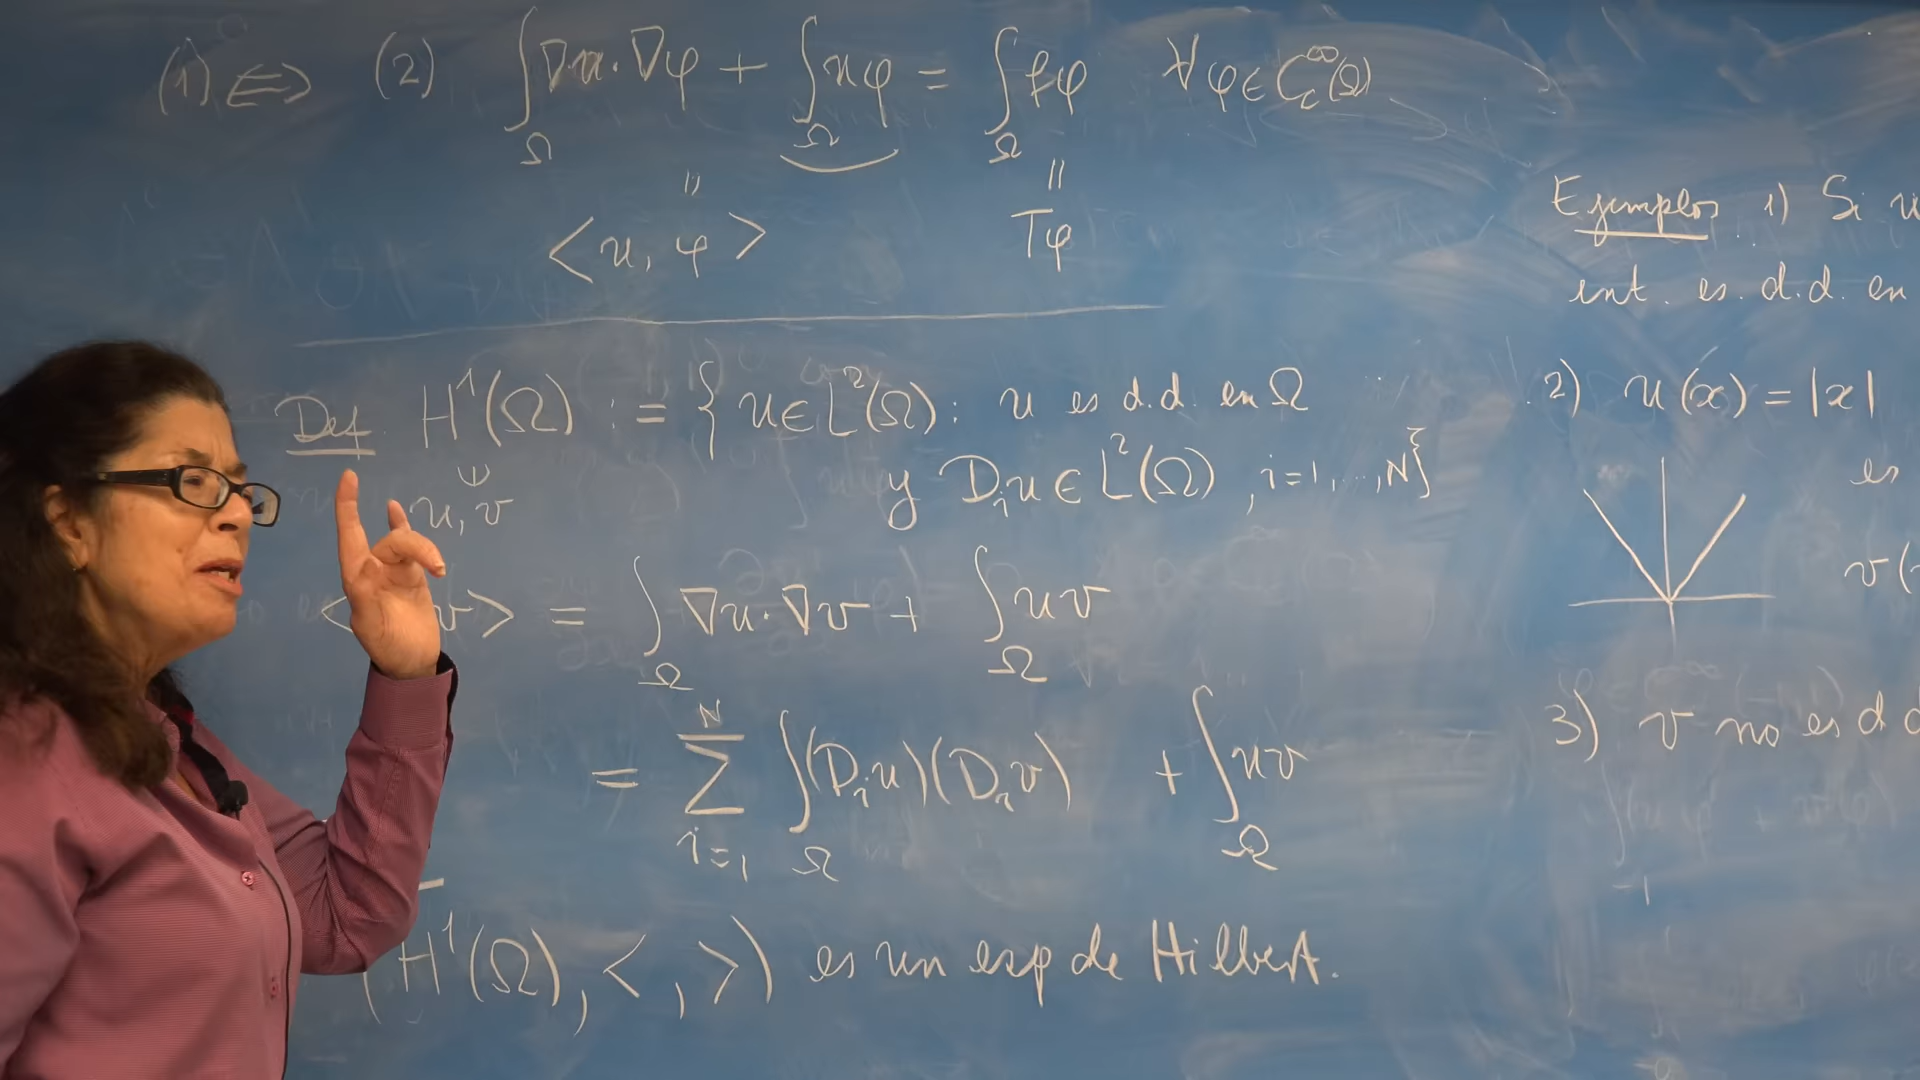 (1) ⟺ (2) ∫_Ω ∇u·∇φ + ∫_Ω uφ = ∫_Ω fφ ∀φ∈C_c^∞(Ω)
" "
<u, φ> Tφ
Def. H¹(Ω) := { u∈L²(Ω): u es d.d. en Ω
y D_i u ∈ L²(Ω), i=1,...,N}
u, v
< v> = ∫_Ω ∇u·∇v + ∫_Ω uv
= Σ_{i=1}^N ∫_Ω (D_i u)(D_i v) + ∫_Ω uv
(H¹(Ω), < , >) es un esp de Hilbert.
Ejemplos 1) Si u
int. es. d.d. en
2) u(x) = |x|
es
v(
3) v no es d d